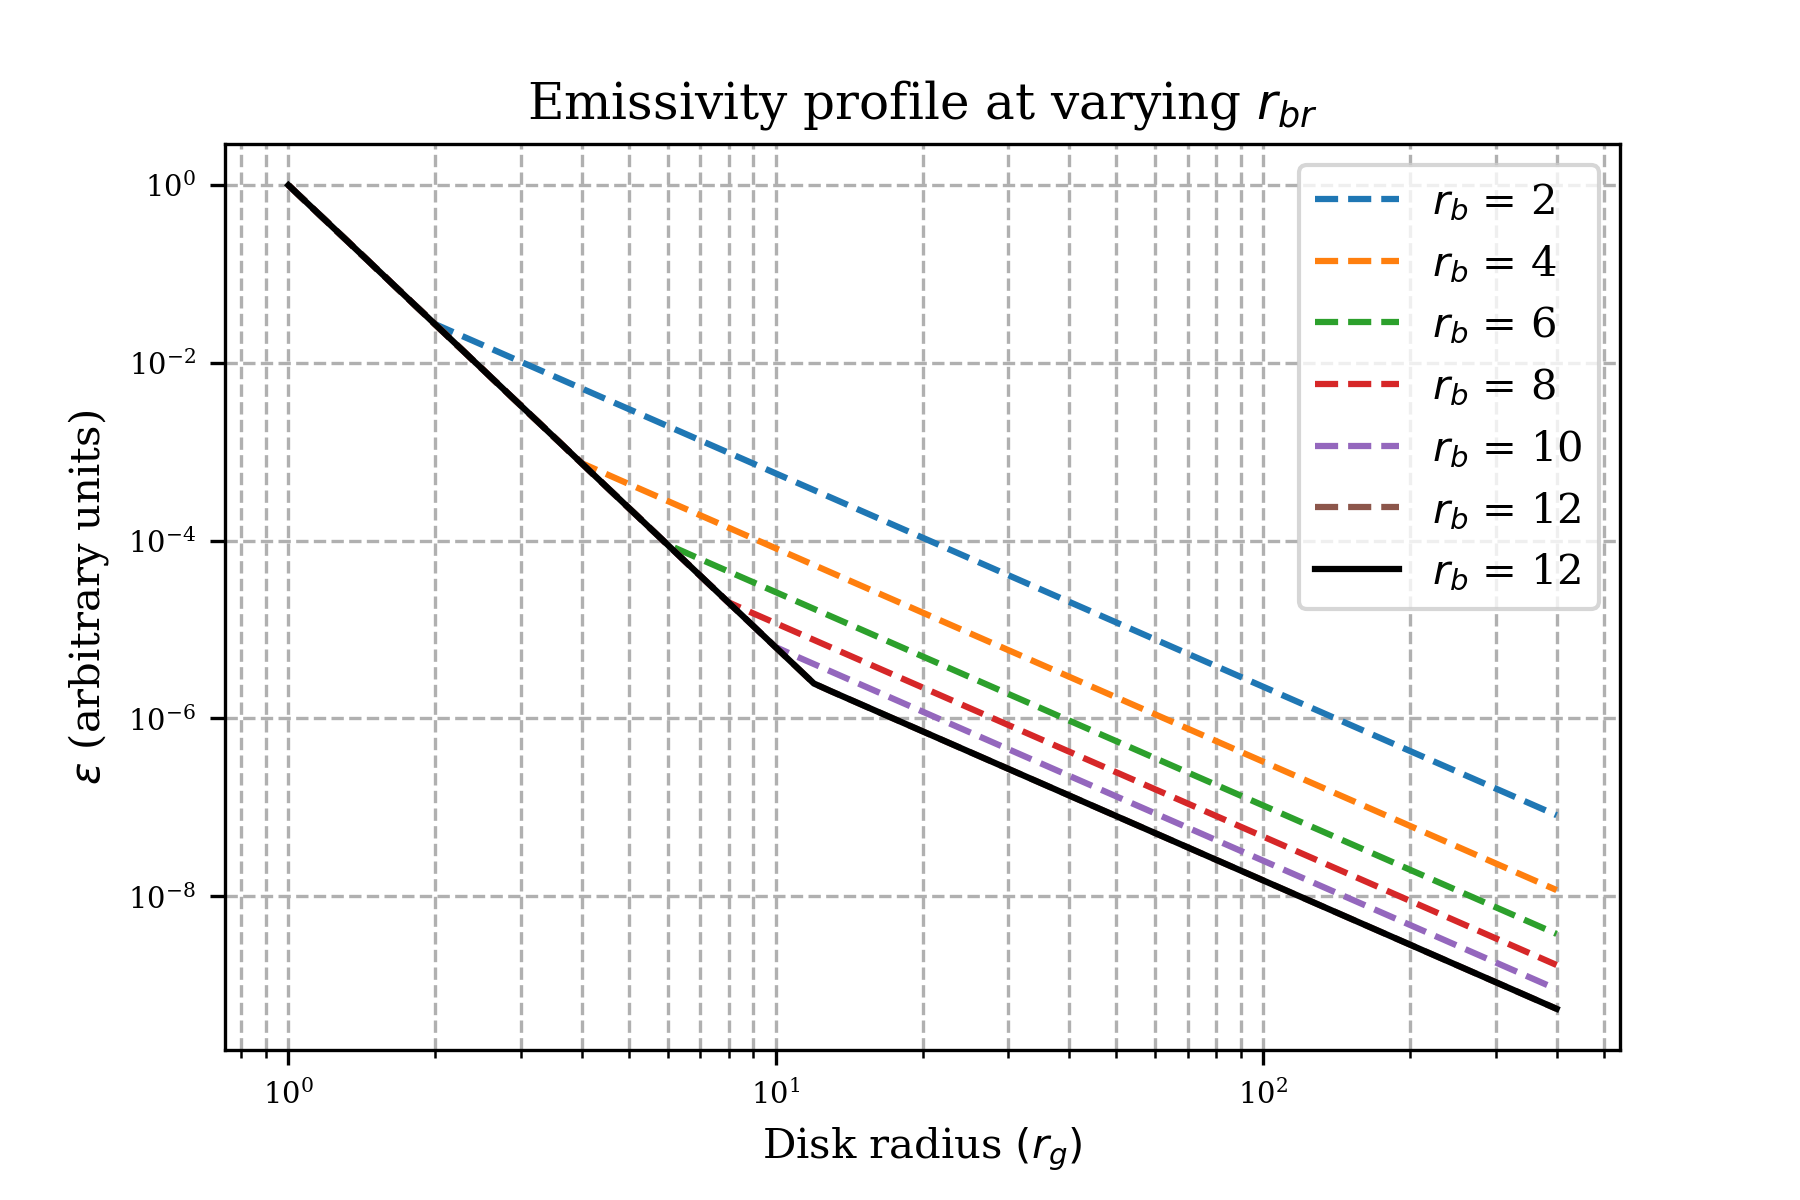 Emissivity profile at varying r_br
r_b = 2
r_b = 4
r_b = 6
r_b = 8
r_b = 10
r_b = 12
r_b = 12
10^0
10^−2
10^−4
10^−6
10^−8
ε (arbitrary units)
10^0 10^1 10^2
Disk radius (r_g)